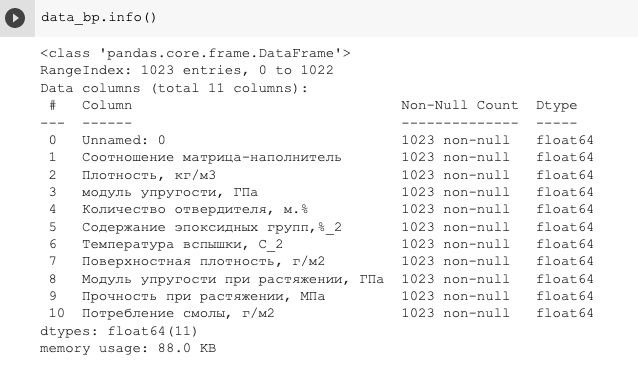 data_bp.info()
<class 'pandas.core.frame.DataFrame'>
RangeIndex: 1023 entries, 0 to 1022
Data columns (total 11 columns):
 #   Column                                Non-Null Count  Dtype
---  ------                                --------------  -----
 0   Unnamed: 0                            1023 non-null   float64
 1   Соотношение матрица-наполнитель       1023 non-null   float64
 2   Плотность, кг/м3                      1023 non-null   float64
 3   модуль упругости, ГПа                 1023 non-null   float64
 4   Количество отвердителя, м.%           1023 non-null   float64
 5   Содержание эпоксидных групп,%_2       1023 non-null   float64
 6   Температура вспышки, С_2              1023 non-null   float64
 7   Поверхностная плотность, г/м2         1023 non-null   float64
 8   Модуль упругости при растяжении, ГПа  1023 non-null   float64
 9   Прочность при растяжении, МПа         1023 non-null   float64
 10  Потребление смолы, г/м2               1023 non-null   float64
dtypes: float64(11)
memory usage: 88.0 KB